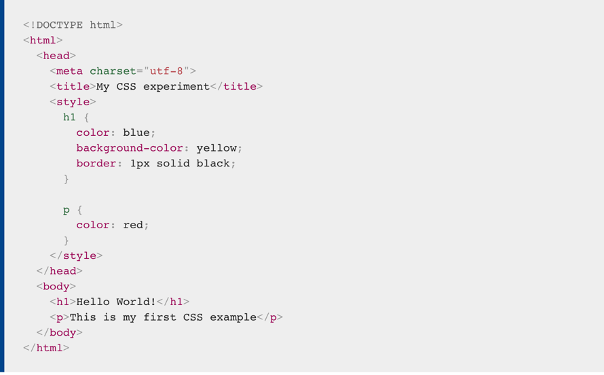 <!DOCTYPE html>
<html>
  <head>
    <meta charset="utf-8">
    <title>My CSS experiment</title>
    <style>
      h1 {
        color: blue;
        background-color: yellow;
        border: 1px solid black;
      }

      p {
        color: red;
      }
    </style>
  </head>
  <body>
    <h1>Hello World!</h1>
    <p>This is my first CSS example</p>
  </body>
</html>